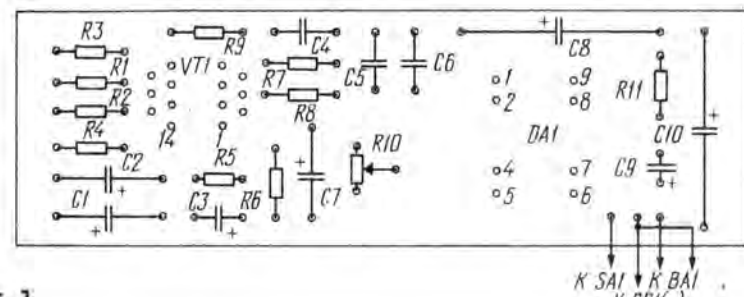 R3
R9
C4
C8
R1
VT1
R7
C5
C6
1
9
R2
2
8
R11
R8
R4
14
1
R10
DA1
C10
C2
R5
4
7
C9
C1
C3
R6
C7
5
6
К SA1
К BA1